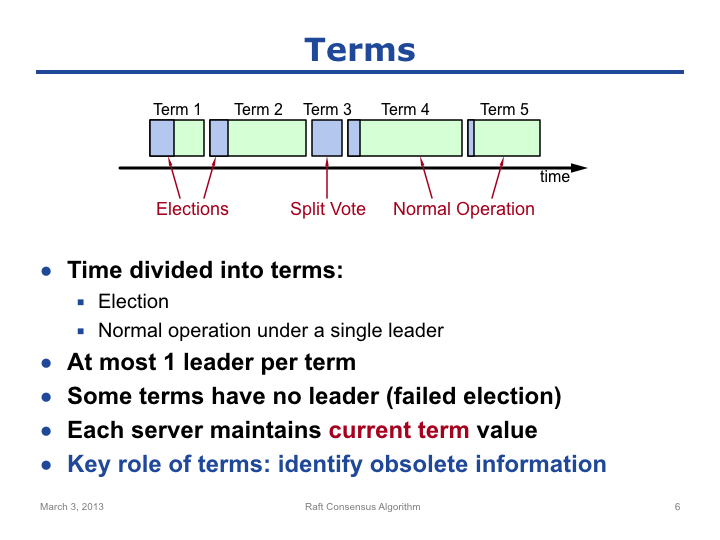 Terms
Term 1 Term 2 Term 3 Term 4 Term 5
time
Elections Split Vote Normal Operation
• Time divided into terms:
▪ Election
▪ Normal operation under a single leader
• At most 1 leader per term
• Some terms have no leader (failed election)
• Each server maintains current term value
• Key role of terms: identify obsolete information
March 3, 2013 Raft Consensus Algorithm 6